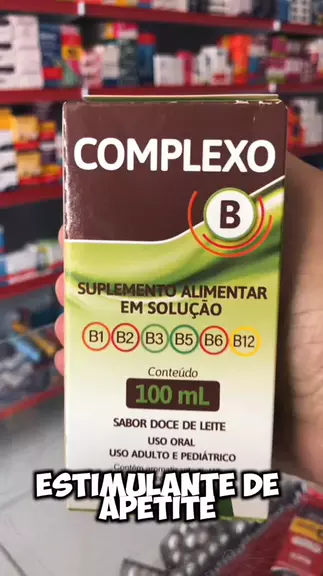 COMPLEXO
B
SUPLEMENTO ALIMENTAR
EM SOLUÇÃO
B1 B2 B3 B5 B6 B12
Conteúdo
100 mL
SABOR DOCE DE LEITE
USO ORAL
USO ADULTO E PEDIÁTRICO
ESTIMULANTE DE
APETITE